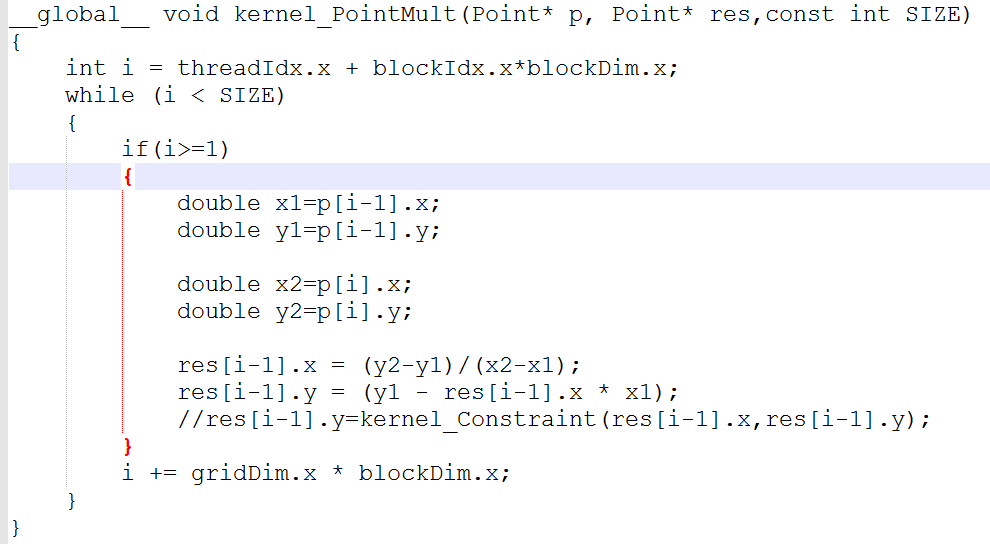 __global__ void kernel_PointMult(Point* p, Point* res,const int SIZE)
{
    int i = threadIdx.x + blockIdx.x*blockDim.x;
    while (i < SIZE)
    {
        if(i>=1)
        {
            double x1=p[i-1].x;
            double y1=p[i-1].y;

            double x2=p[i].x;
            double y2=p[i].y;

            res[i-1].x = (y2-y1)/(x2-x1);
            res[i-1].y = (y1 - res[i-1].x * x1);
            //res[i-1].y=kernel_Constraint(res[i-1].x,res[i-1].y);
        }
        i += gridDim.x * blockDim.x;
    }
}